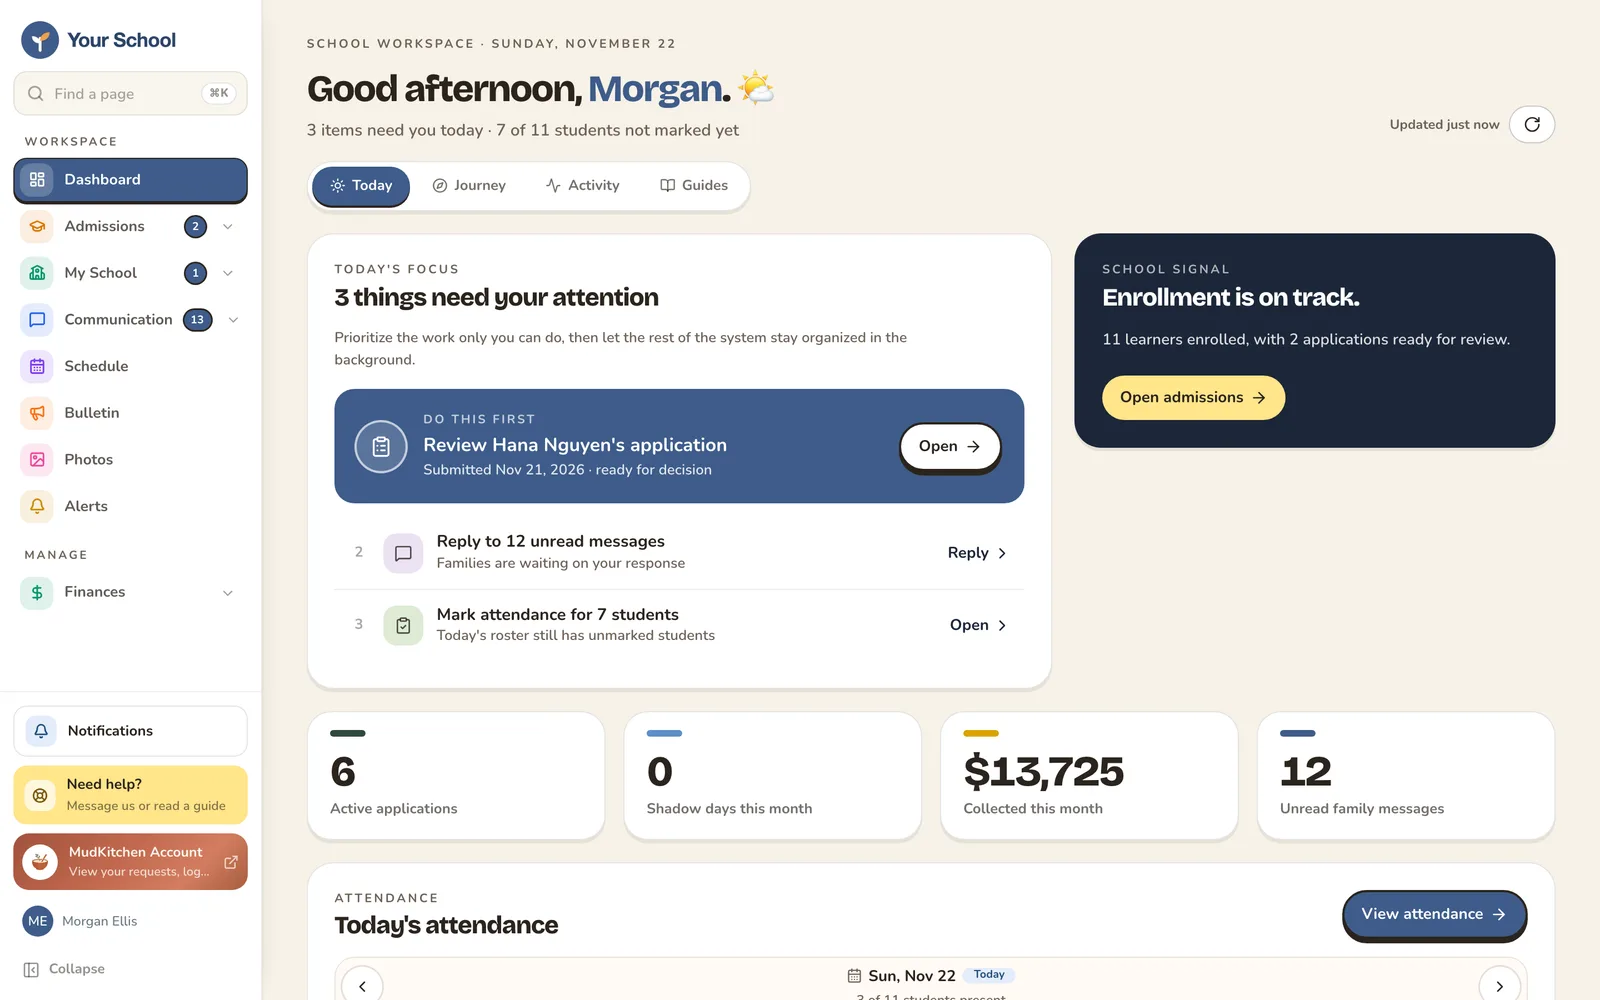 Your School
Find a page
⌘K
WORKSPACE
Dashboard
Admissions
2
My School
1
Communication
13
Schedule
Bulletin
Photos
Alerts
MANAGE
Finances
Notifications
Need help?
Message us or read a guide
MudKitchen Account
View your requests, log...
ME
Morgan Ellis
Collapse
SCHOOL WORKSPACE · SUNDAY, NOVEMBER 22
Good afternoon, Morgan.
3 items need you today · 7 of 11 students not marked yet
Updated just now
Today
Journey
Activity
Guides
TODAY'S FOCUS
3 things need your attention
Prioritize the work only you can do, then let the rest of the system stay organized in the
background.
DO THIS FIRST
Review Hana Nguyen's application
Submitted Nov 21, 2026 · ready for decision
Open
2
Reply to 12 unread messages
Families are waiting on your response
Reply
3
Mark attendance for 7 students
Today's roster still has unmarked students
Open
SCHOOL SIGNAL
Enrollment is on track.
11 learners enrolled, with 2 applications ready for review.
Open admissions
6
Active applications
0
Shadow days this month
$13,725
Collected this month
12
Unread family messages
ATTENDANCE
Today's attendance
View attendance
Sun, Nov 22
Today
3 of 11 students present